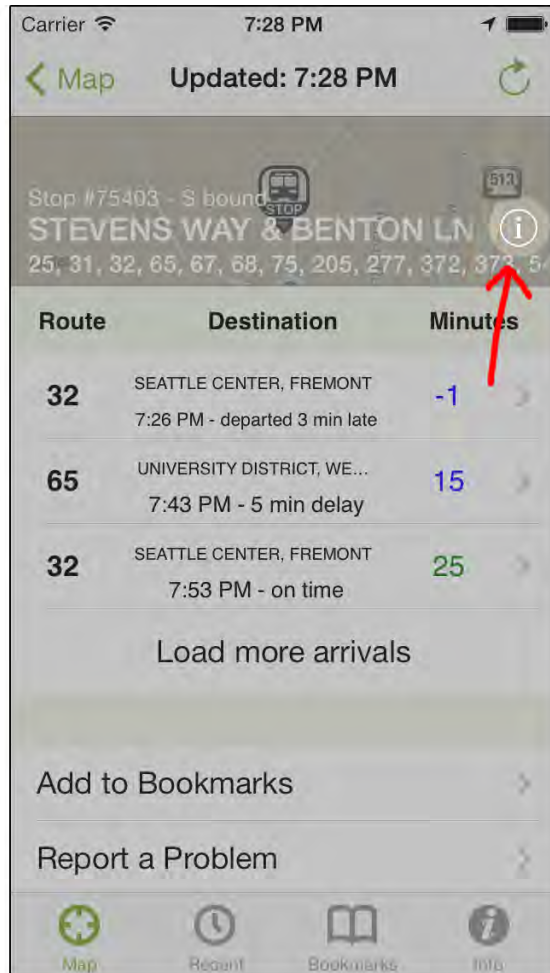 Carrier 7:28 PM
Map Updated: 7:28 PM
513
Stop #75403 - S bound
STOP
STEVENS WAY & BENTON LN
25, 31, 32, 65, 67, 68, 75, 205, 277, 372, 373, 54
Route Destination Minutes
SEATTLE CENTER, FREMONT
32 -1
7:26 PM - departed 3 min late
UNIVERSITY DISTRICT, WE...
65 15
7:43 PM - 5 min delay
SEATTLE CENTER, FREMONT
32 25
7:53 PM - on time
Load more arrivals
Add to Bookmarks
Report a Problem
Map Recent Bookmarks Info